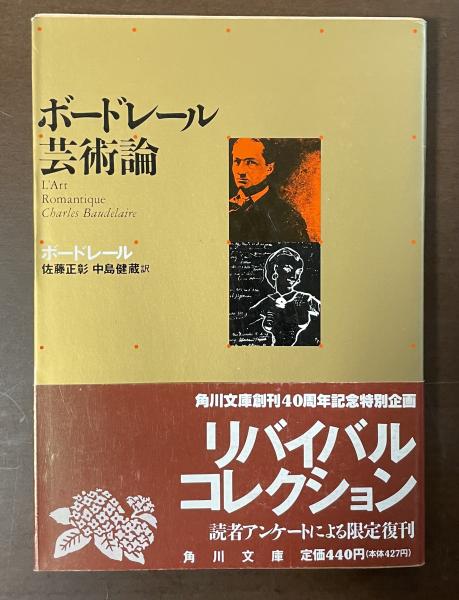 ボードレール
芸術論
L'Art
Romantique
Charles Baudelaire
ボードレール
佐藤正彰 中島健蔵訳
角川文庫創刊40周年記念特別企画
リバイバル
コレクション
読者アンケートによる限定復刊
角川文庫 定価440円(本体427円)